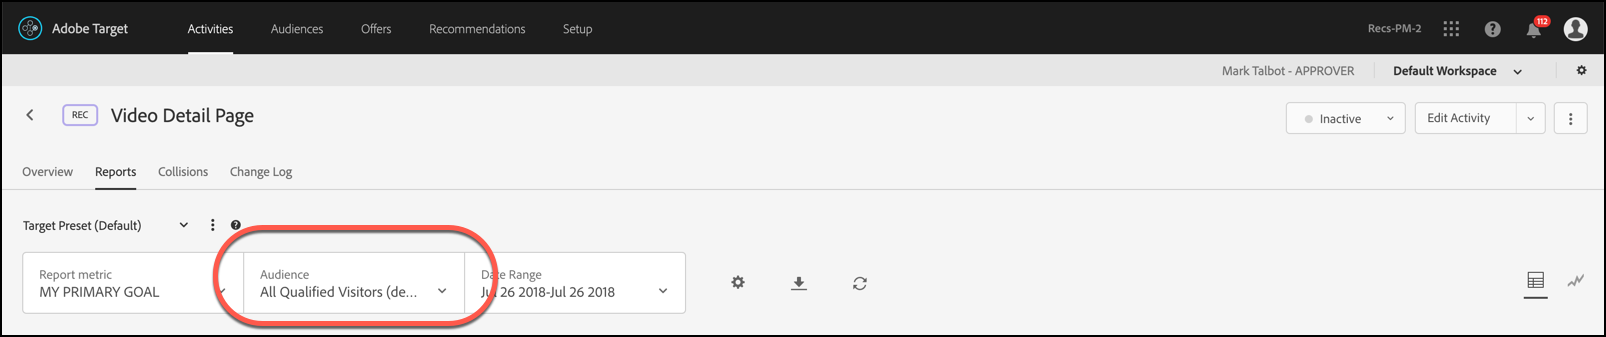 Adobe Target Activities Audiences Offers Recommendations Setup Recs-PM-2 112
Mark Talbot - APPROVER Default Workspace
REC Video Detail Page Inactive Edit Activity
Overview Reports Collisions Change Log
Target Preset (Default)
Report metric Audience Date Range
MY PRIMARY GOAL All Qualified Visitors (de... Jul 26 2018-Jul 26 2018